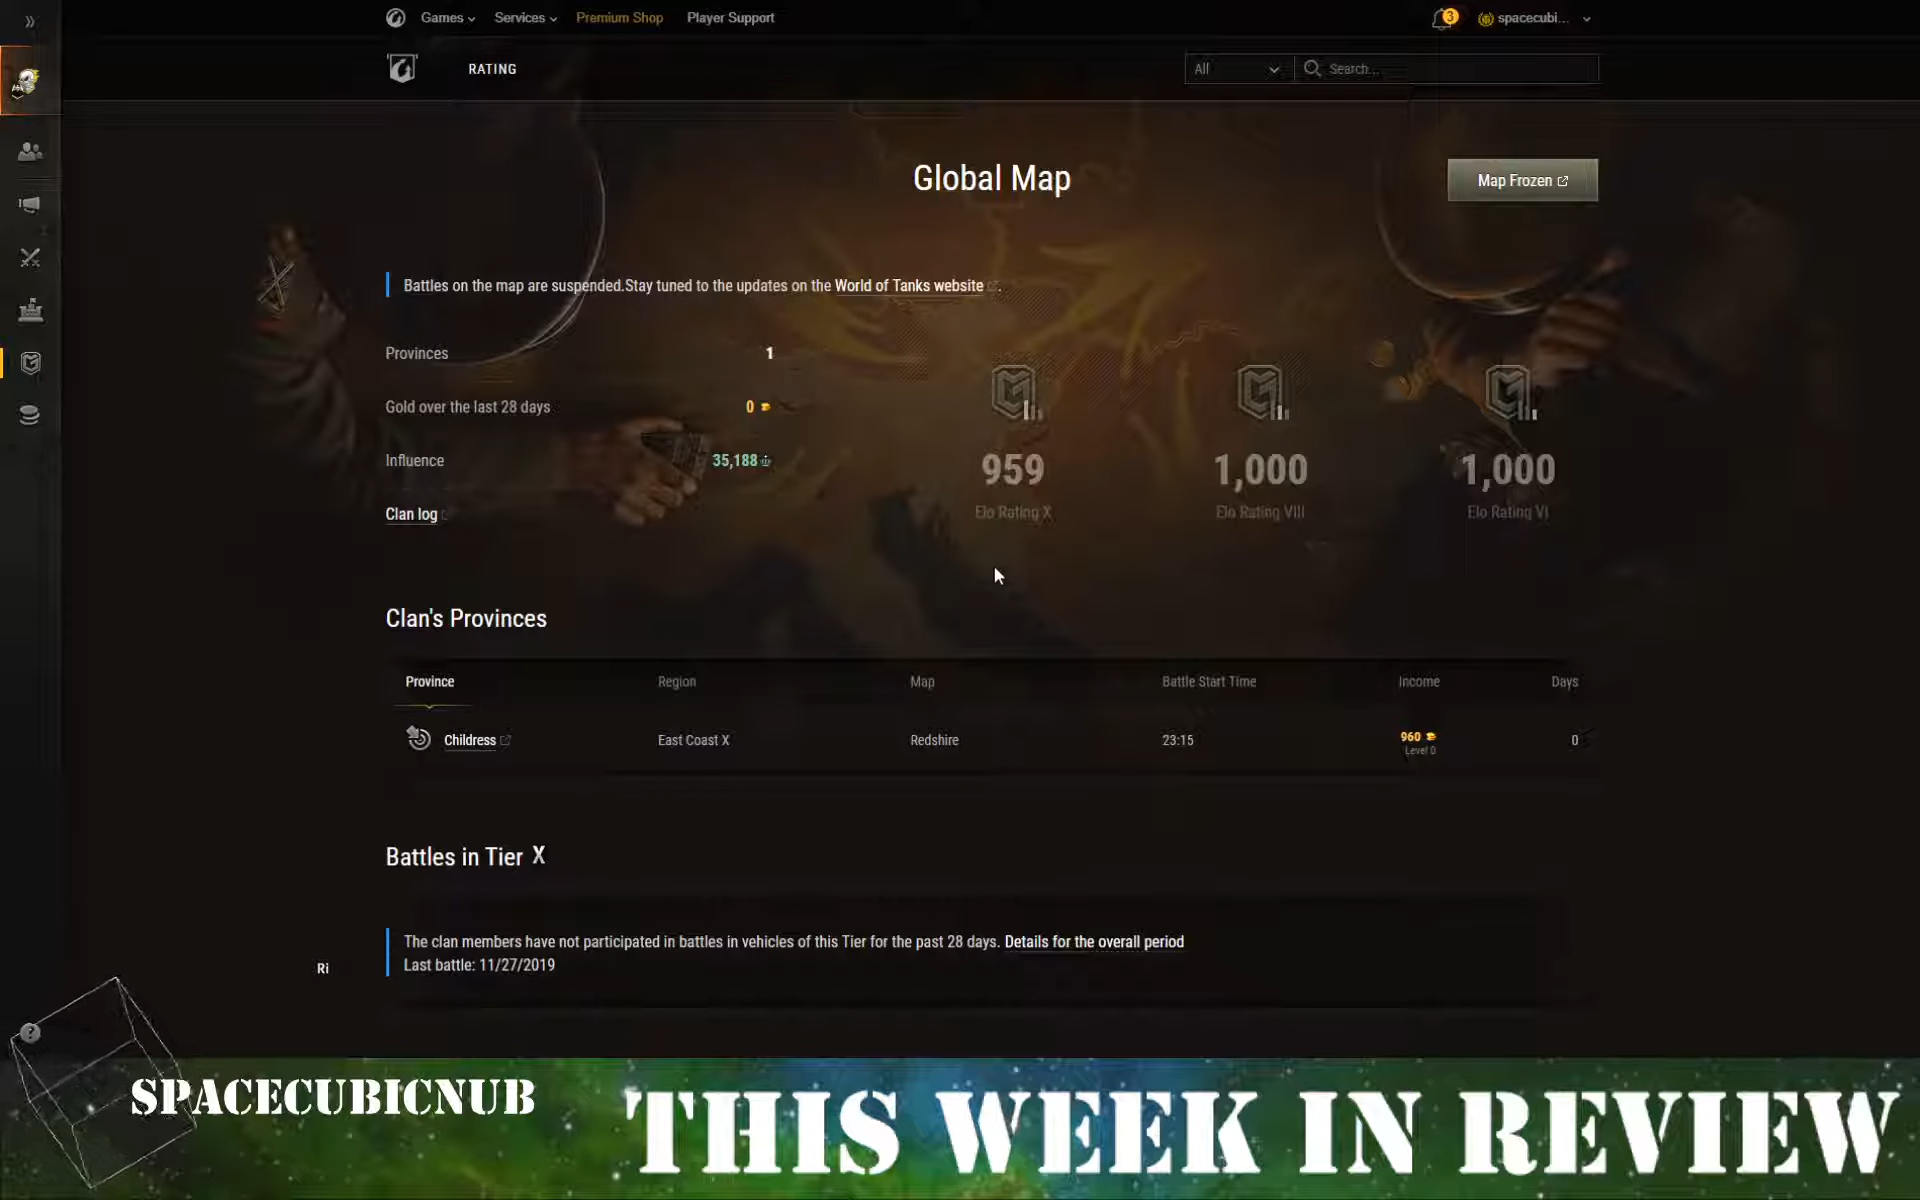 Games Services Premium Shop Player Support
3 spacecubi...
RATING
All Search...
Global Map
Map Frozen
Battles on the map are suspended.Stay tuned to the updates on the World of Tanks website .
Provinces 1
Gold over the last 28 days 0
Influence 35,188
Clan log
959 1,000 1,000
Elo Rating X Elo Rating VIII Elo Rating VI
Clan's Provinces
Province Region Map Battle Start Time Income Days
Childress East Coast X Redshire 23:15 960 0
Level 0
Battles in Tier X
The clan members have not participated in battles in vehicles of this Tier for the past 28 days. Details for the overall period
Last battle: 11/27/2019
Ri
SPACECUBICNUB
THIS WEEK IN REVIEW